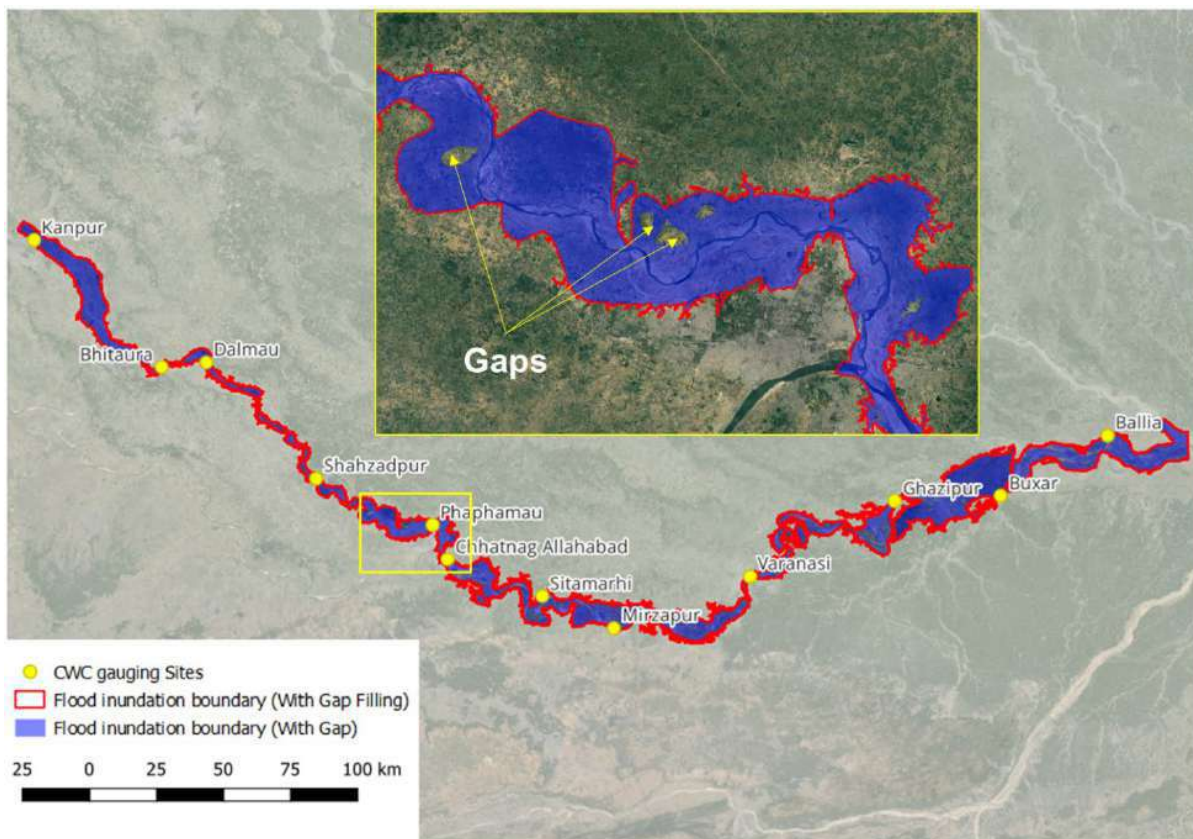 Gaps
Kanpur
Bhitaura
Dalmau
Shahzadpur
Phaphamau
Chhatnag Allahabad
Sitamarhi
Mirzapur
Varanasi
Ghazipur
Buxar
Ballia
CWC gauging Sites
Flood inundation boundary (With Gap Filling)
Flood inundation boundary (With Gap)
25 0 25 50 75 100 km